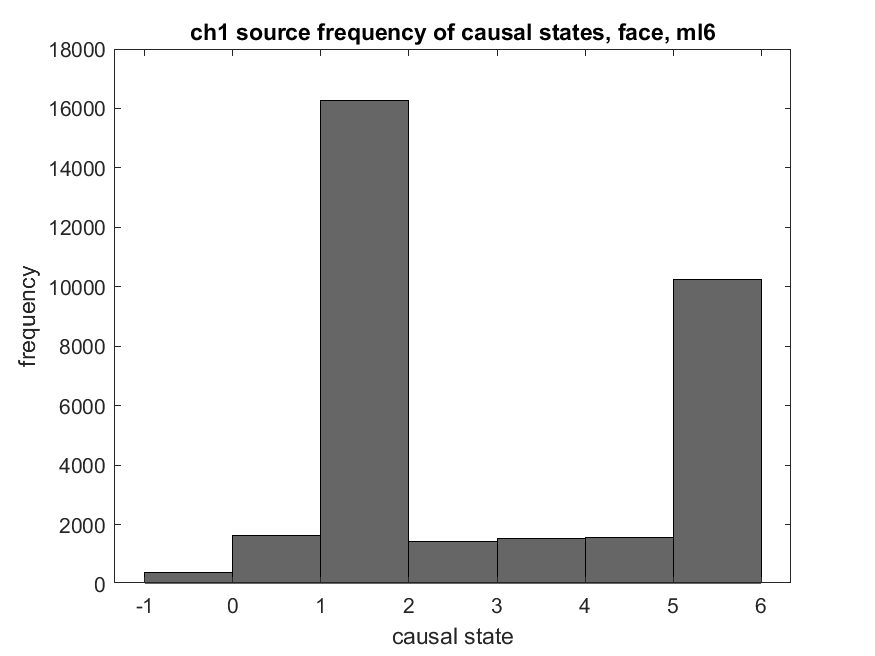 ch1 source frequency of causal states, face, ml6
18000
16000
14000
12000
10000
8000
6000
4000
2000
0
frequency
-1 0 1 2 3 4 5 6
causal state